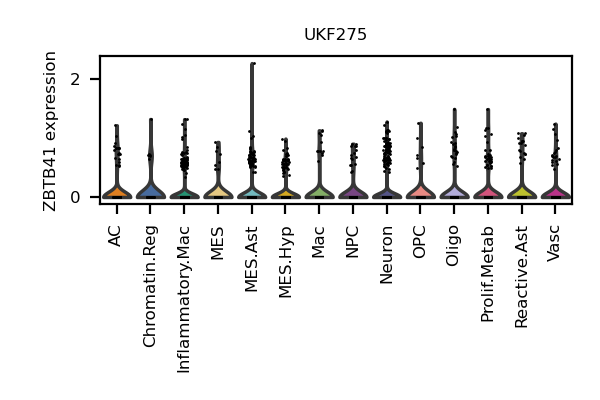 UKF275
ZBTB41 expression
2
0
AC
Chromatin.Reg
Inflammatory.Mac
MES
MES.Ast
MES.Hyp
Mac
NPC
Neuron
OPC
Oligo
Prolif.Metab
Reactive.Ast
Vasc